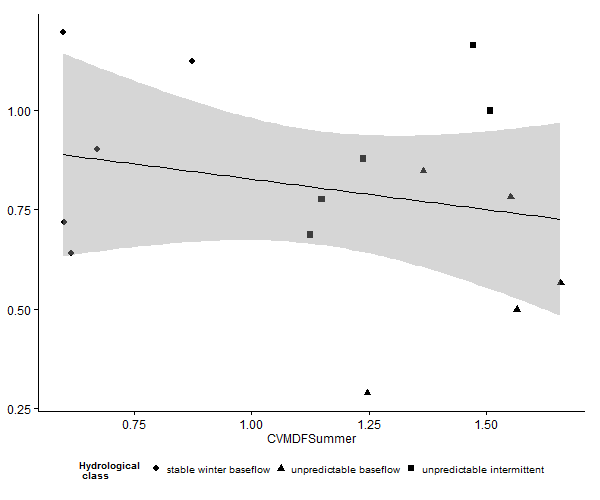 1.00
0.75
0.50
0.25
0.75
1.00
1.25
1.50
CVMDFSummer
Hydrological
class
stable winter baseflow
unpredictable baseflow
unpredictable intermittent